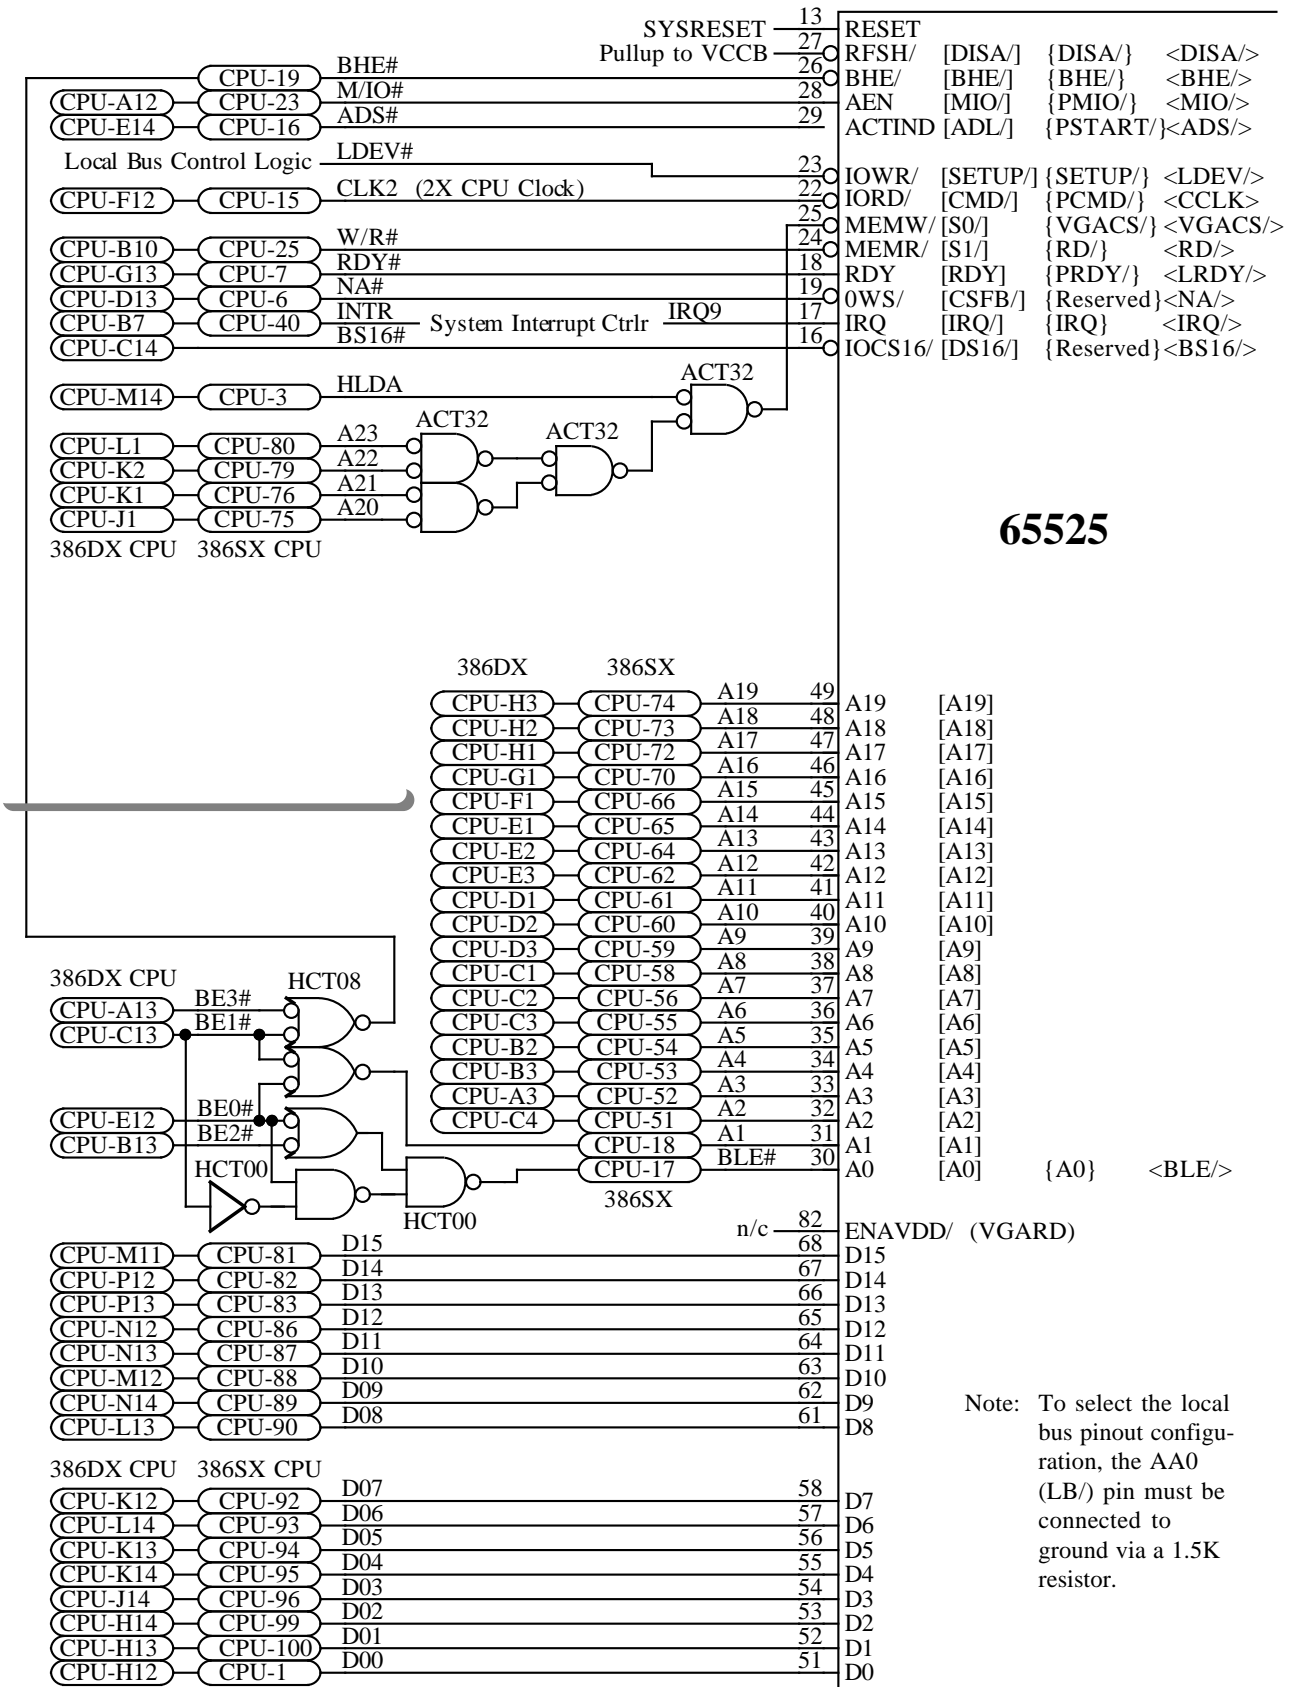 SYSRESET 13 RESET
Pullup to VCCB 27 RFSH/ [DISA/] {DISA/} <DISA/>
CPU-19 BHE# 26 BHE/ [BHE/] {BHE/} <BHE/>
CPU-A12 CPU-23 M/IO# 28 AEN [MIO/] {PMIO/} <MIO/>
CPU-E14 CPU-16 ADS# 29 ACTIND [ADL/] {PSTART/}<ADS/>
Local Bus Control Logic LDEV# 23 IOWR/ [SETUP/] {SETUP/} <LDEV/>
CPU-F12 CPU-15 CLK2 (2X CPU Clock) 22 IORD/ [CMD/] {PCMD/} <CCLK>
25 MEMW/ [S0/] {VGACS/} <VGACS/>
CPU-B10 CPU-25 W/R# 24 MEMR/ [S1/] {RD/} <RD/>
CPU-G13 CPU-7 RDY# 18 RDY [RDY] {PRDY/} <LRDY/>
CPU-D13 CPU-6 NA# 19 0WS/ [CSFB/] {Reserved}<NA/>
CPU-B7 CPU-40 INTR System Interrupt Ctrlr IRQ9 17 IRQ [IRQ/] {IRQ} <IRQ/>
CPU-C14 BS16# 16 IOCS16/ [DS16/] {Reserved}<BS16/>
ACT32
CPU-M14 CPU-3 HLDA
ACT32 ACT32
CPU-L1 CPU-80 A23
CPU-K2 CPU-79 A22
CPU-K1 CPU-76 A21
CPU-J1 CPU-75 A20
386DX CPU 386SX CPU
65525
386DX 386SX
CPU-H3 CPU-74 A19 49 A19 [A19]
CPU-H2 CPU-73 A18 48 A18 [A18]
CPU-H1 CPU-72 A17 47 A17 [A17]
CPU-G1 CPU-70 A16 46 A16 [A16]
CPU-F1 CPU-66 A15 45 A15 [A15]
CPU-E1 CPU-65 A14 44 A14 [A14]
CPU-E2 CPU-64 A13 43 A13 [A13]
CPU-E3 CPU-62 A12 42 A12 [A12]
CPU-D1 CPU-61 A11 41 A11 [A11]
CPU-D2 CPU-60 A10 40 A10 [A10]
CPU-D3 CPU-59 A9 39 A9 [A9]
CPU-C1 CPU-58 A8 38 A8 [A8]
CPU-C2 CPU-56 A7 37 A7 [A7]
CPU-C3 CPU-55 A6 36 A6 [A6]
CPU-B2 CPU-54 A5 35 A5 [A5]
CPU-B3 CPU-53 A4 34 A4 [A4]
CPU-A3 CPU-52 A3 33 A3 [A3]
CPU-C4 CPU-51 A2 32 A2 [A2]
CPU-18 A1 31 A1 [A1]
CPU-17 BLE# 30 A0 [A0] {A0} <BLE/>
386SX
386DX CPU HCT08
CPU-A13 BE3#
CPU-C13 BE1#
CPU-E12 BE0#
CPU-B13 BE2#
HCT00
HCT00
n/c 82 ENAVDD/ (VGARD)
CPU-M11 CPU-81 D15 68 D15
CPU-P12 CPU-82 D14 67 D14
CPU-P13 CPU-83 D13 66 D13
CPU-N12 CPU-86 D12 65 D12
CPU-N13 CPU-87 D11 64 D11
CPU-M12 CPU-88 D10 63 D10
CPU-N14 CPU-89 D09 62 D9
CPU-L13 CPU-90 D08 61 D8
386DX CPU 386SX CPU
CPU-K12 CPU-92 D07 58 D7
CPU-L14 CPU-93 D06 57 D6
CPU-K13 CPU-94 D05 56 D5
CPU-K14 CPU-95 D04 55 D4
CPU-J14 CPU-96 D03 54 D3
CPU-H14 CPU-99 D02 53 D2
CPU-H13 CPU-100 D01 52 D1
CPU-H12 CPU-1 D00 51 D0
Note: To select the local
bus pinout configu-
ration, the AA0
(LB/) pin must be
connected to
ground via a 1.5K
resistor.